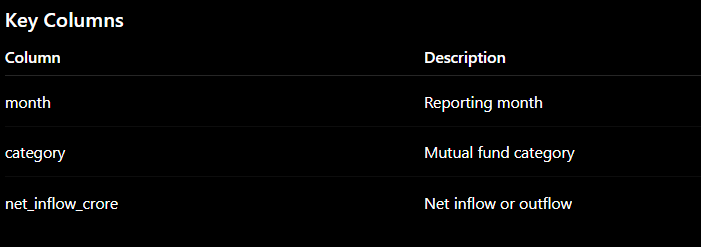 Key Columns
Column Description
month Reporting month
category Mutual fund category
net_inflow_crore Net inflow or outflow